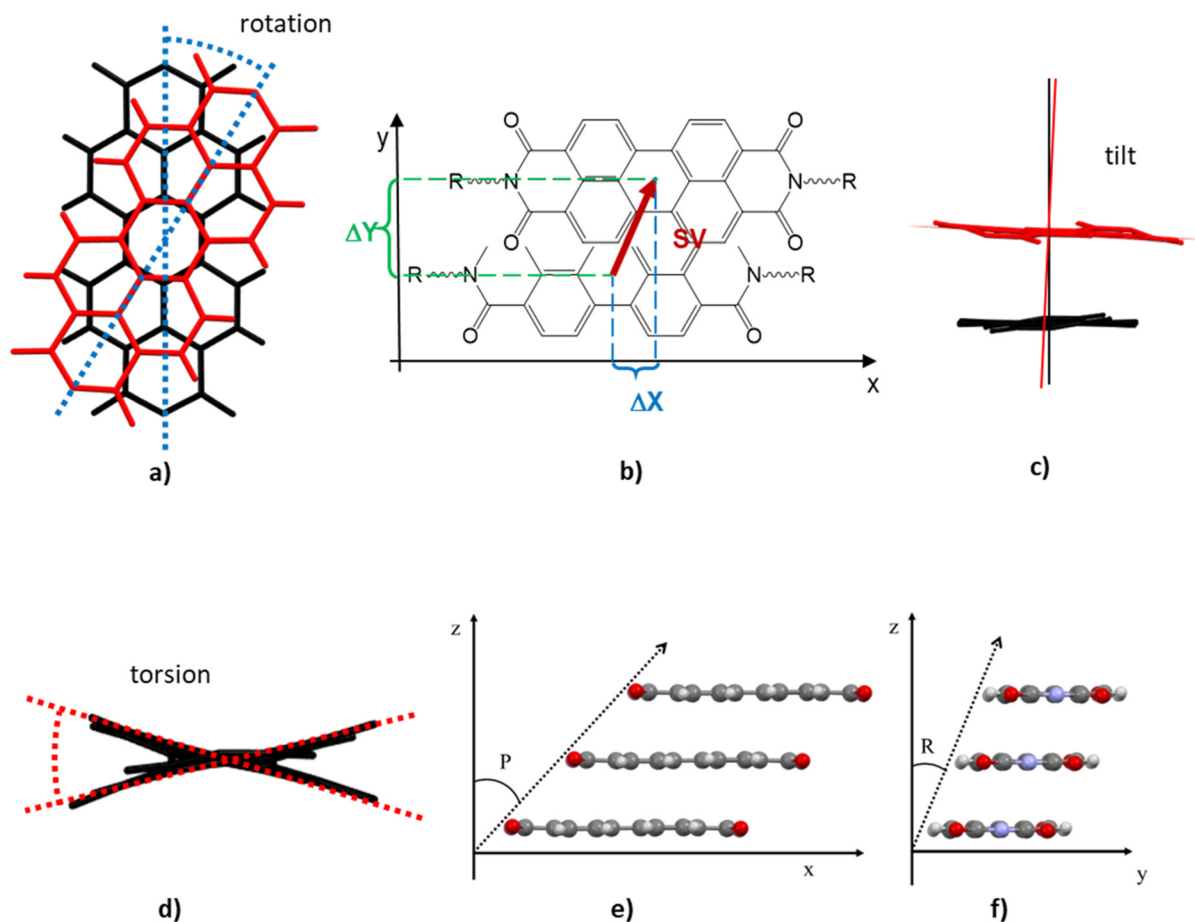 rotation
a)
y
O
O
R
N
N
R
O
O
ΔY
SV
R
N
N
R
O
O
x
ΔX
b)
tilt
c)
torsion
d)
z
P
x
e)
z
R
y
f)